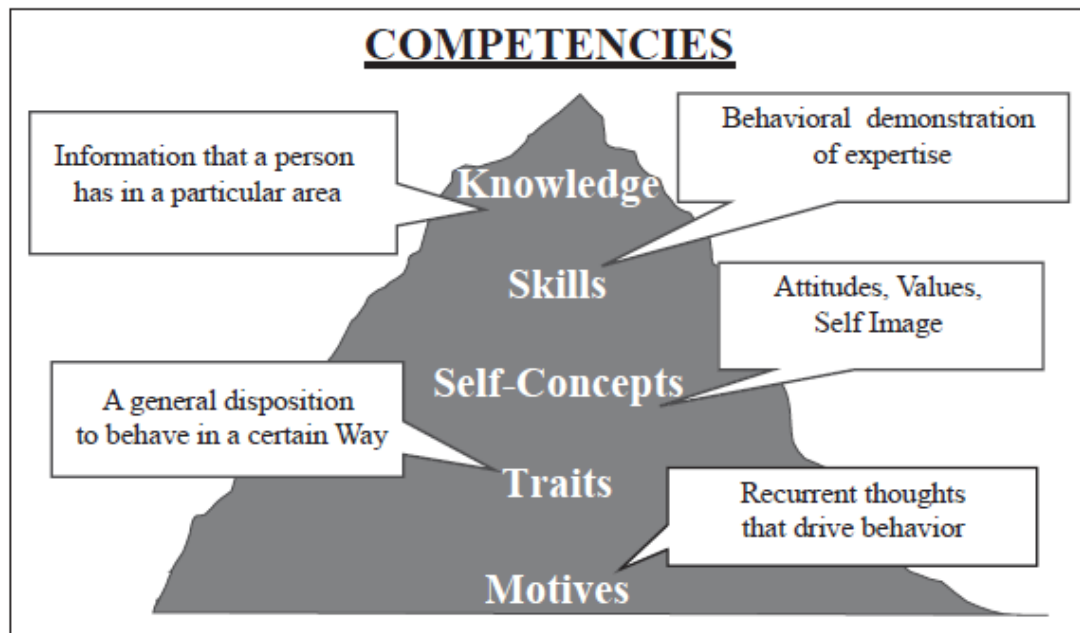 COMPETENCIES
Information that a person
has in a particular area
Behavioral demonstration
of expertise
Knowledge
Skills
Attitudes, Values,
Self Image
Self-Concepts
A general disposition
to behave in a certain Way
Traits
Recurrent thoughts
that drive behavior
Motives